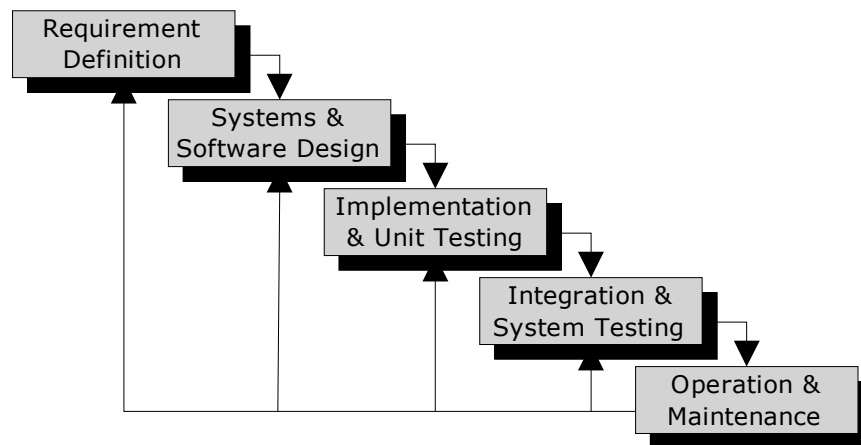 Requirement
Definition
Systems &
Software Design
Implementation
& Unit Testing
Integration &
System Testing
Operation &
Maintenance